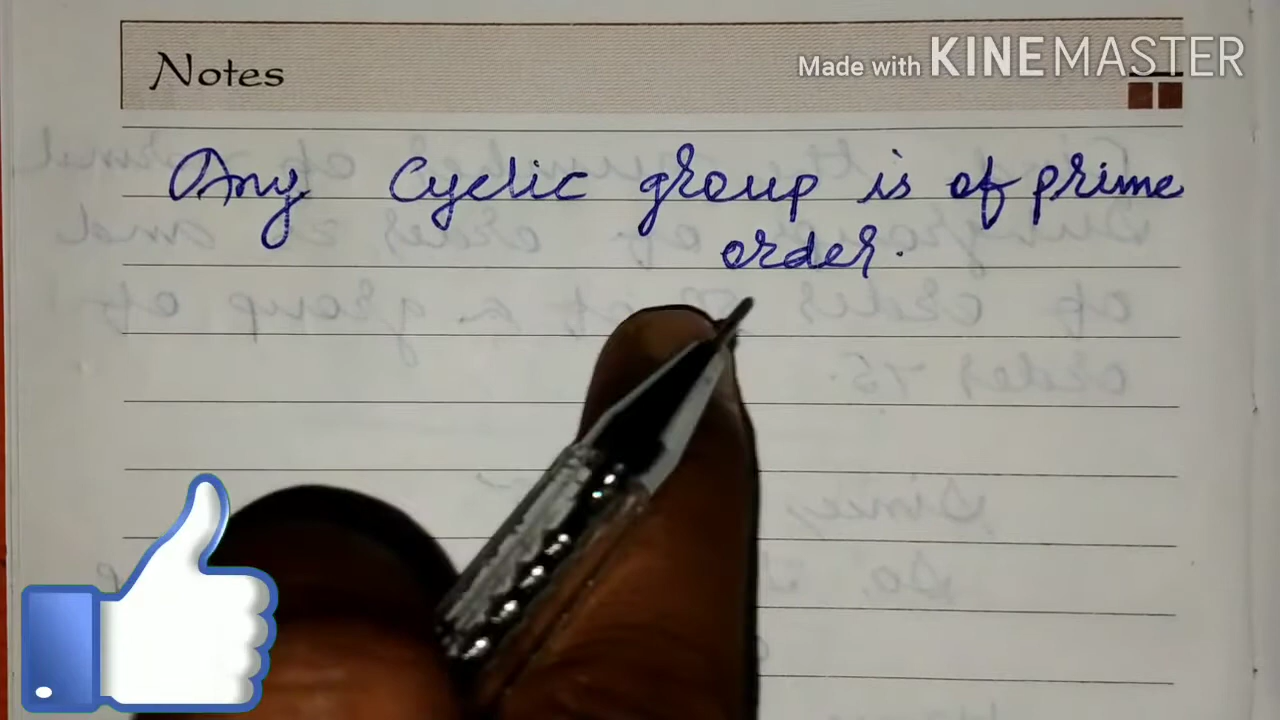 Notes
Made with KINEMASTER
Any cyclic group is of prime
order.